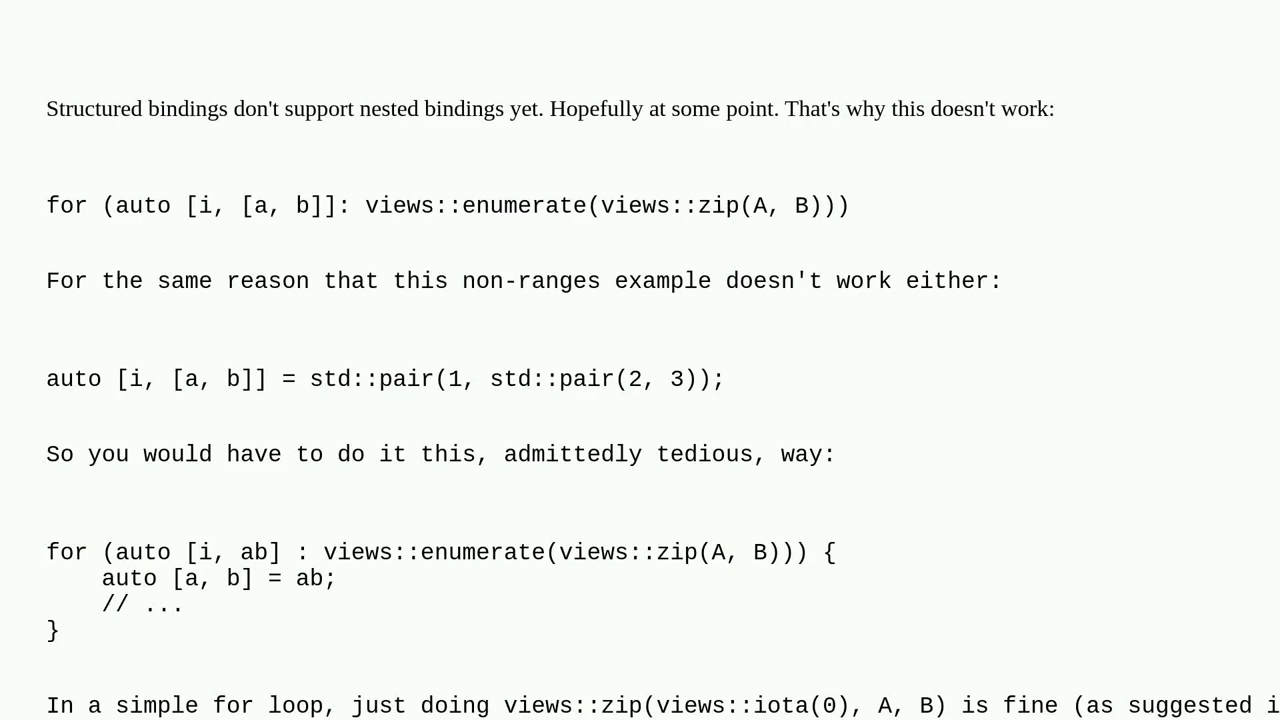 Structured bindings don't support nested bindings yet. Hopefully at some point. That's why this doesn't work:
for (auto [i, [a, b]]: views::enumerate(views::zip(A, B)))
For the same reason that this non-ranges example doesn't work either:
auto [i, [a, b]] = std::pair(1, std::pair(2, 3));
So you would have to do it this, admittedly tedious, way:
for (auto [i, ab] : views::enumerate(views::zip(A, B))) {
    auto [a, b] = ab;
    // ...
}
In a simple for loop, just doing views::zip(views::iota(0), A, B) is fine (as suggested